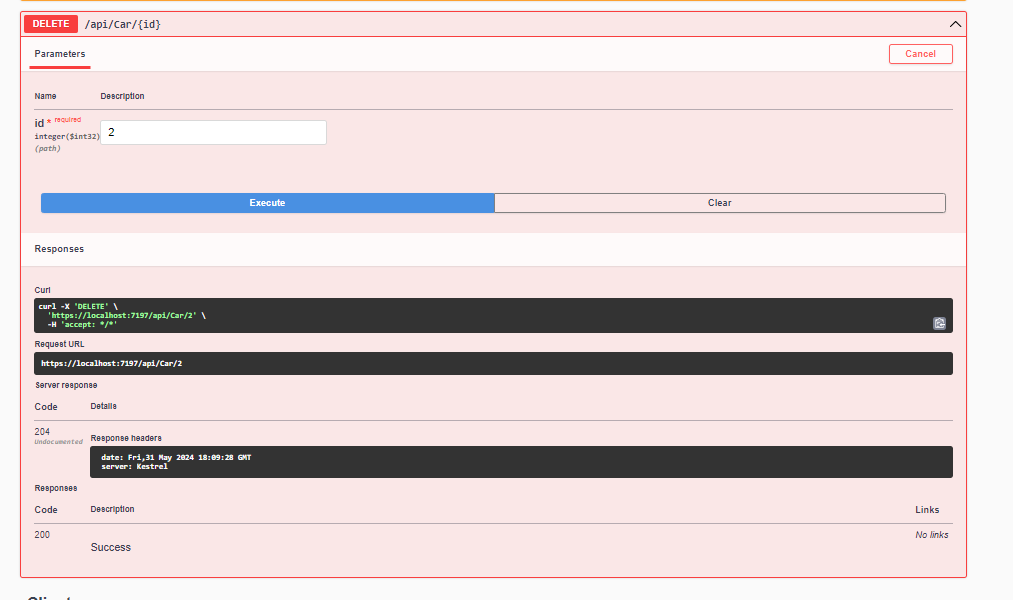 DELETE /api/Car/{id}
Parameters
Cancel
Name Description
id * required
integer($int32)
(path)
2
Execute Clear
Responses
Curl
curl -X 'DELETE' \
'https://localhost:7197/api/Car/2' \
-H 'accept: */*'
Request URL
https://localhost:7197/api/Car/2
Server response
Code Details
204
Undocumented
Response headers
date: Fri,31 May 2024 18:09:28 GMT
server: Kestrel
Responses
Code Description Links
200 No links
Success